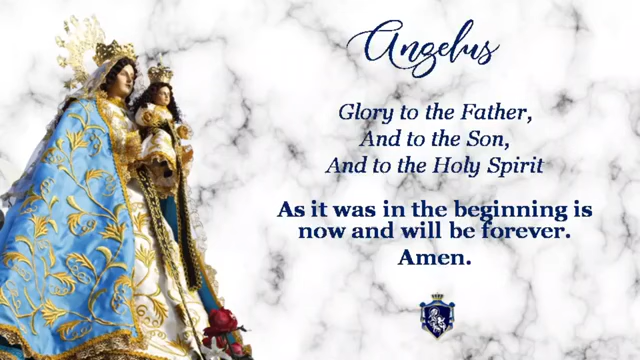 Angelus
Glory to the Father,
And to the Son,
And to the Holy Spirit
As it was in the beginning is
now and will be forever.
Amen.